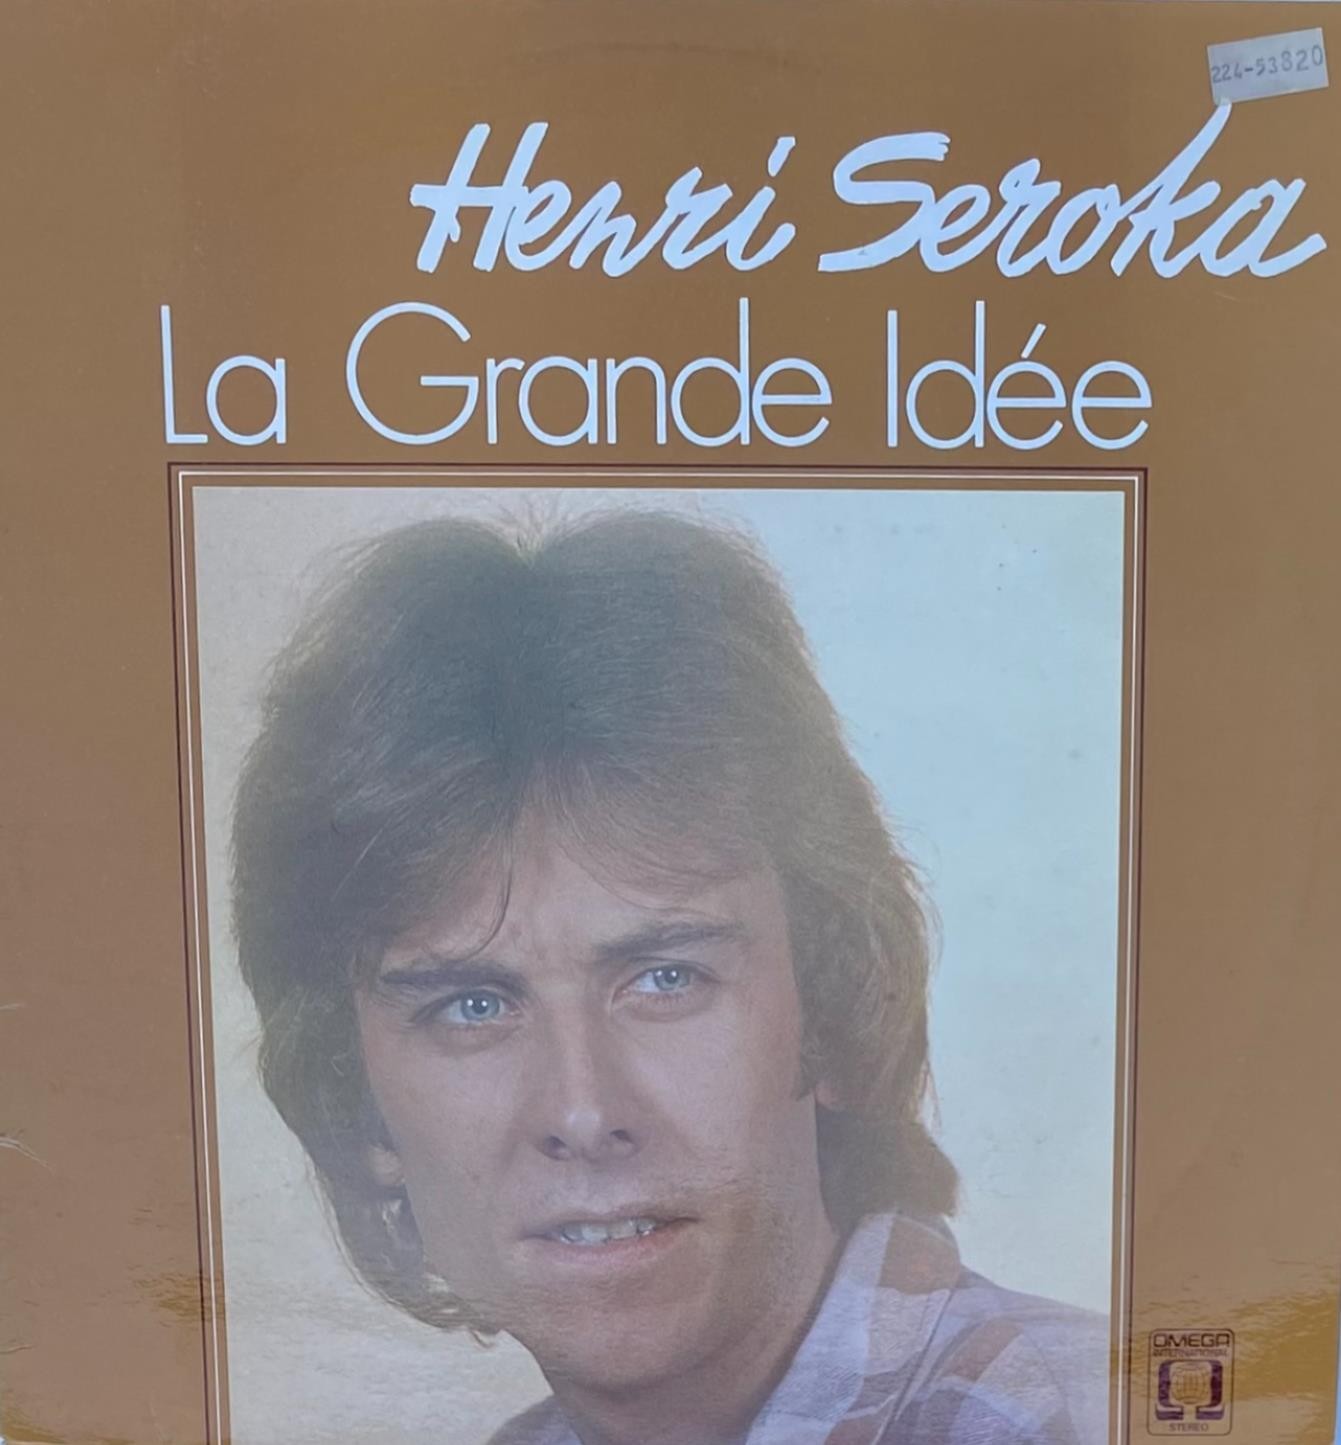 224-53820
Henri Seroka
La Grande Idée
OMEGA
INTERNATIONAL
STEREO